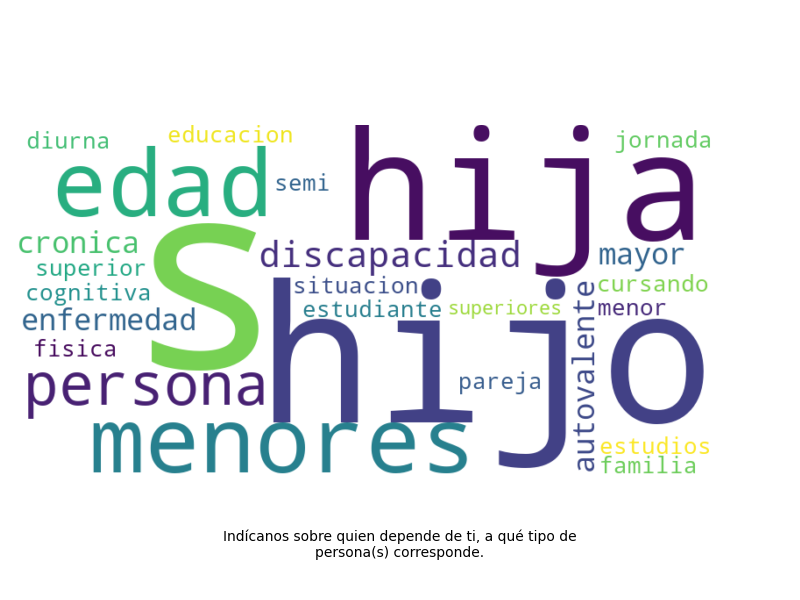 diurna
educacion
jornada
edad
semi
hija
cronica
s
discapacidad
mayor
superior
cognitiva
situacion
cursando
enfermedad
estudiante
superiores
menor
fisica
hijo
persona
pareja
autovalente
menores
estudios
familia
Indícanos sobre quien depende de ti, a qué tipo de
persona(s) corresponde.